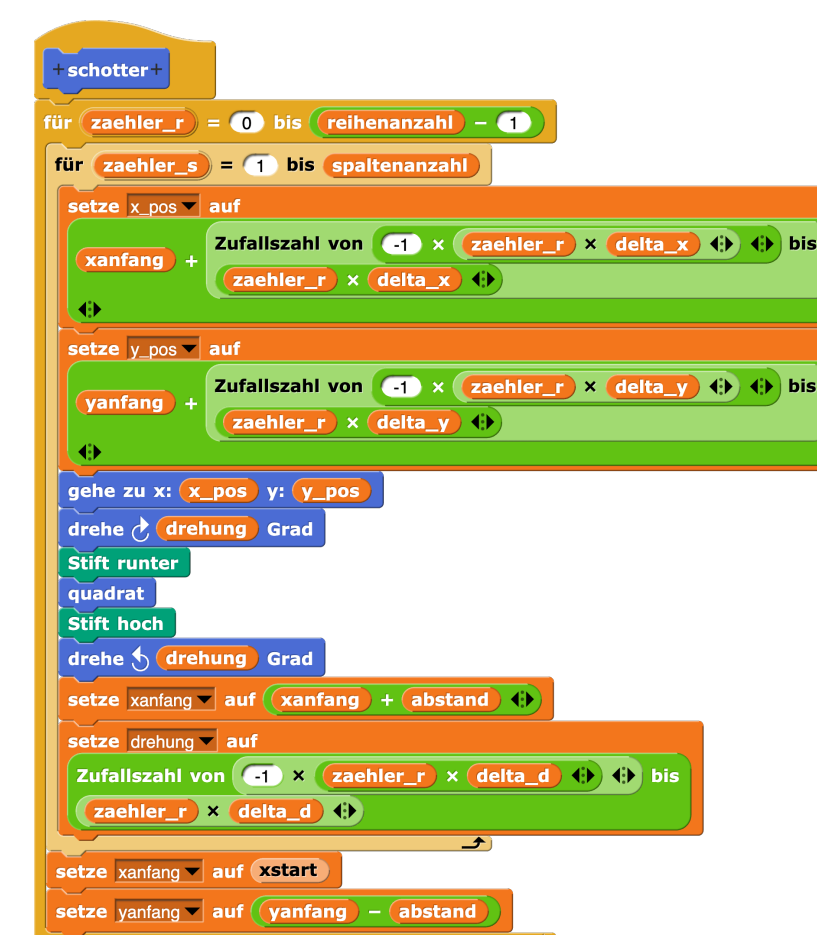 +schotter+
für zaehler_r = 0 bis reihenanzahl - 1
für zaehler_s = 1 bis spaltenanzahl
setze x_pos auf
xanfang + Zufallszahl von -1 × zaehler_r × delta_x bis
zaehler_r × delta_x
setze y_pos auf
yanfang + Zufallszahl von -1 × zaehler_r × delta_y bis
zaehler_r × delta_y
gehe zu x: x_pos y: y_pos
drehe drehung Grad
Stift runter
quadrat
Stift hoch
drehe drehung Grad
setze xanfang auf xanfang + abstand
setze drehung auf
Zufallszahl von -1 × zaehler_r × delta_d bis
zaehler_r × delta_d
setze xanfang auf xstart
setze yanfang auf yanfang - abstand